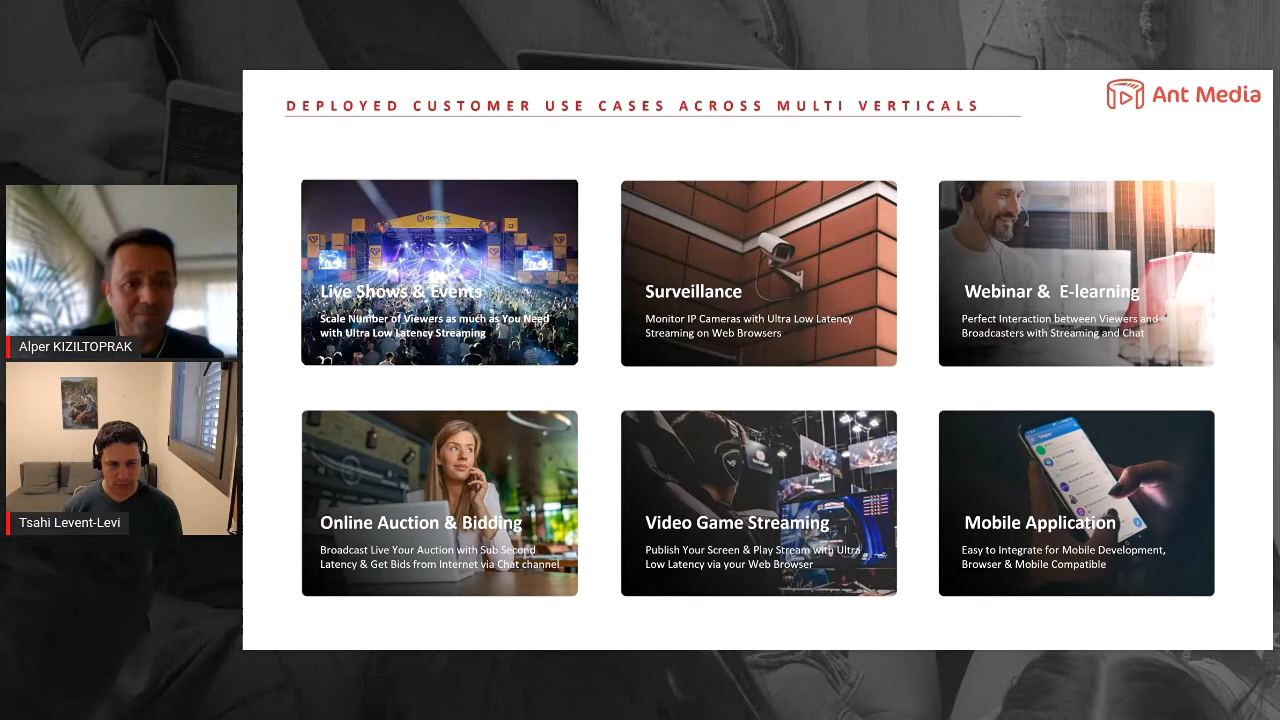 DEPLOYED CUSTOMER USE CASES ACROSS MULTI VERTICALS
Ant Media
Live Shows & Events
Scale Number of Viewers as much as You Need
with Ultra Low Latency Streaming
Surveillance
Monitor IP Cameras with Ultra Low Latency
Streaming on Web Browsers
Webinar & E-learning
Perfect Interaction between Viewers and
Broadcasters with Streaming and Chat
Alper KIZILTOPRAK
Tsahi Levent-Levi
Online Auction & Bidding
Broadcast Live Your Auction with Sub Second
Latency & Get Bids from Internet via Chat channel
Video Game Streaming
Publish Your Screen & Play Stream with Ultra
Low Latency via your Web Browser
Mobile Application
Easy to Integrate for Mobile Development,
Browser & Mobile Compatible